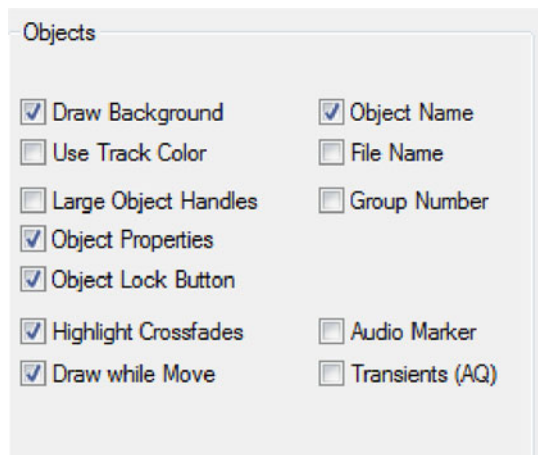 Objects
Draw Background
Object Name
Use Track Color
File Name
Large Object Handles
Group Number
Object Properties
Object Lock Button
Highlight Crossfades
Audio Marker
Draw while Move
Transients (AQ)